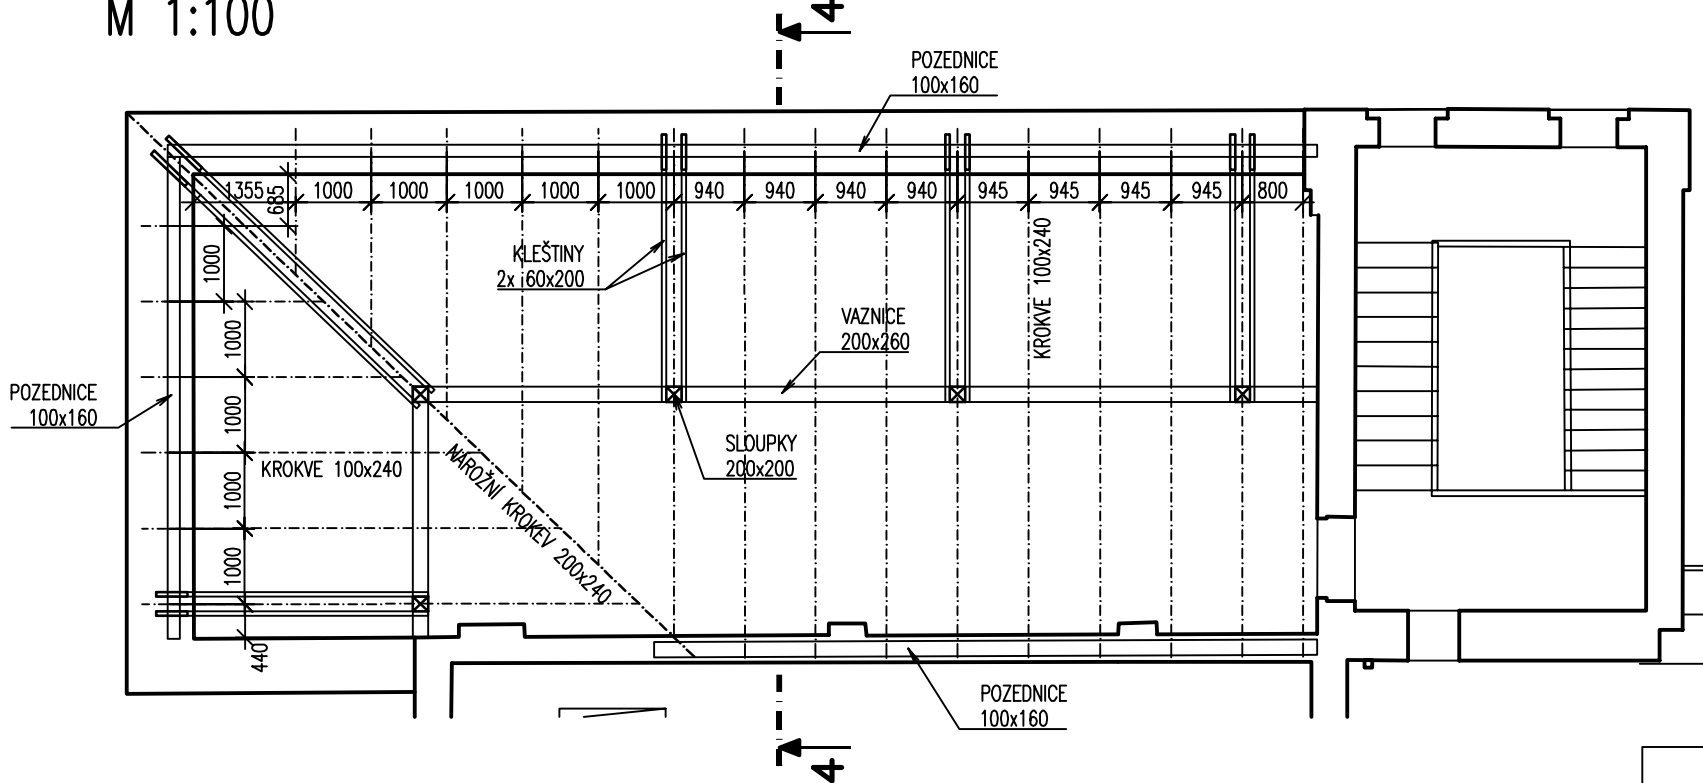 M 1:100
4
POZEDNICE
100x160
1355
1000
1000
1000
1000
1000
940
940
940
940
945
945
945
945
800
685
1000
KLEŠTINY
2x 60x200
KROKVE 100x240
VAZNICE
200x260
1000
POZEDNICE
100x160
1000
SLOUPKY
200x200
KROKVE 100x240
NÁROŽNÍ KROKEV 200x240
1000
1000
440
POZEDNICE
100x160
4